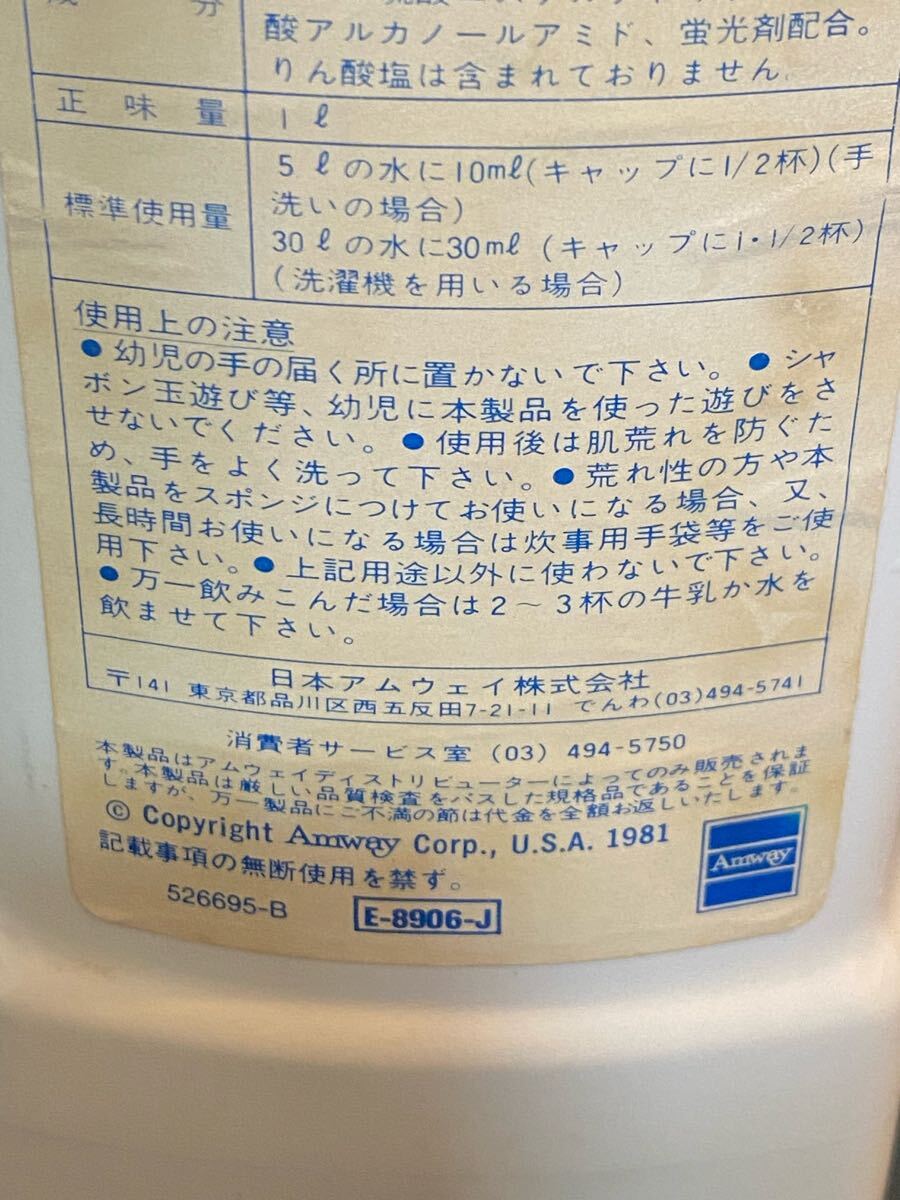 成分
酸アルカノールアミド、蛍光剤配合。
りん酸塩は含まれておりません。
正味量
1ℓ
標準使用量
5ℓの水に10mℓ(キャップに1/2杯)(手
洗いの場合)
30ℓの水に30mℓ(キャップに1・1/2杯)
(洗濯機を用いる場合)
使用上の注意
●幼児の手の届く所に置かないで下さい。●シャ
ボン玉遊び等、幼児に本製品を使った遊びをさ
せないでください。●使用後は肌荒れを防ぐた
め、手をよく洗って下さい。●荒れ性の方や本
製品をスポンジにつけてお使いになる場合、又、
長時間お使いになる場合は炊事用手袋等をご使
用下さい。●上記用途以外に使わないで下さい。
●万一飲みこんだ場合は2～3杯の牛乳か水を
飲ませて下さい。
日本アムウェイ株式会社
〒141 東京都品川区西五反田7-21-11 でんわ(03)494-5741
消費者サービス室 (03) 494-5750
本製品はアムウェイディストリビューターによってのみ販売されま
す。本製品は厳しい品質検査をパスした規格品であることを保証
しますが、万一製品にご不満の節は代金を全額お返しいたします。
© Copyright Amway Corp., U.S.A. 1981
記載事項の無断使用を禁ず。
Amway
526695-B
E-8906-J